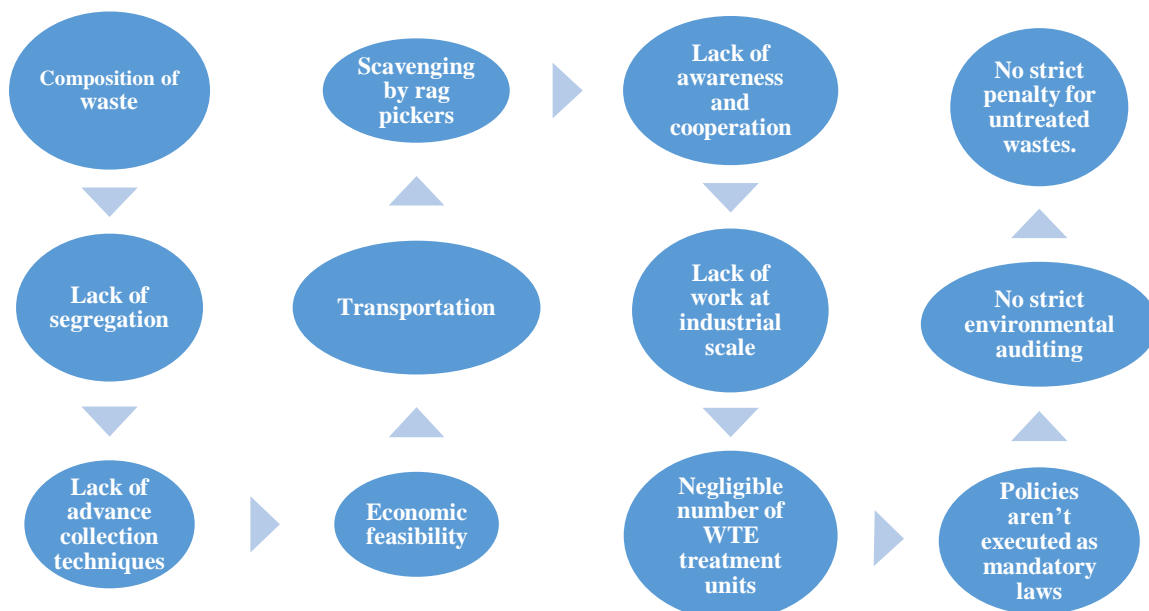 Composition of
waste
Lack of
segregation
Lack of
advance
collection
techniques
Economic
feasibility
Transportation
Scavenging
by rag
pickers
Lack of
awareness
and
cooperation
Lack of
work at
industrial
scale
Negligible
number of
WTE
treatment
units
Policies
aren’t
executed as
mandatory
laws
No strict
environmental
auditing
No strict
penalty for
untreated
wastes.